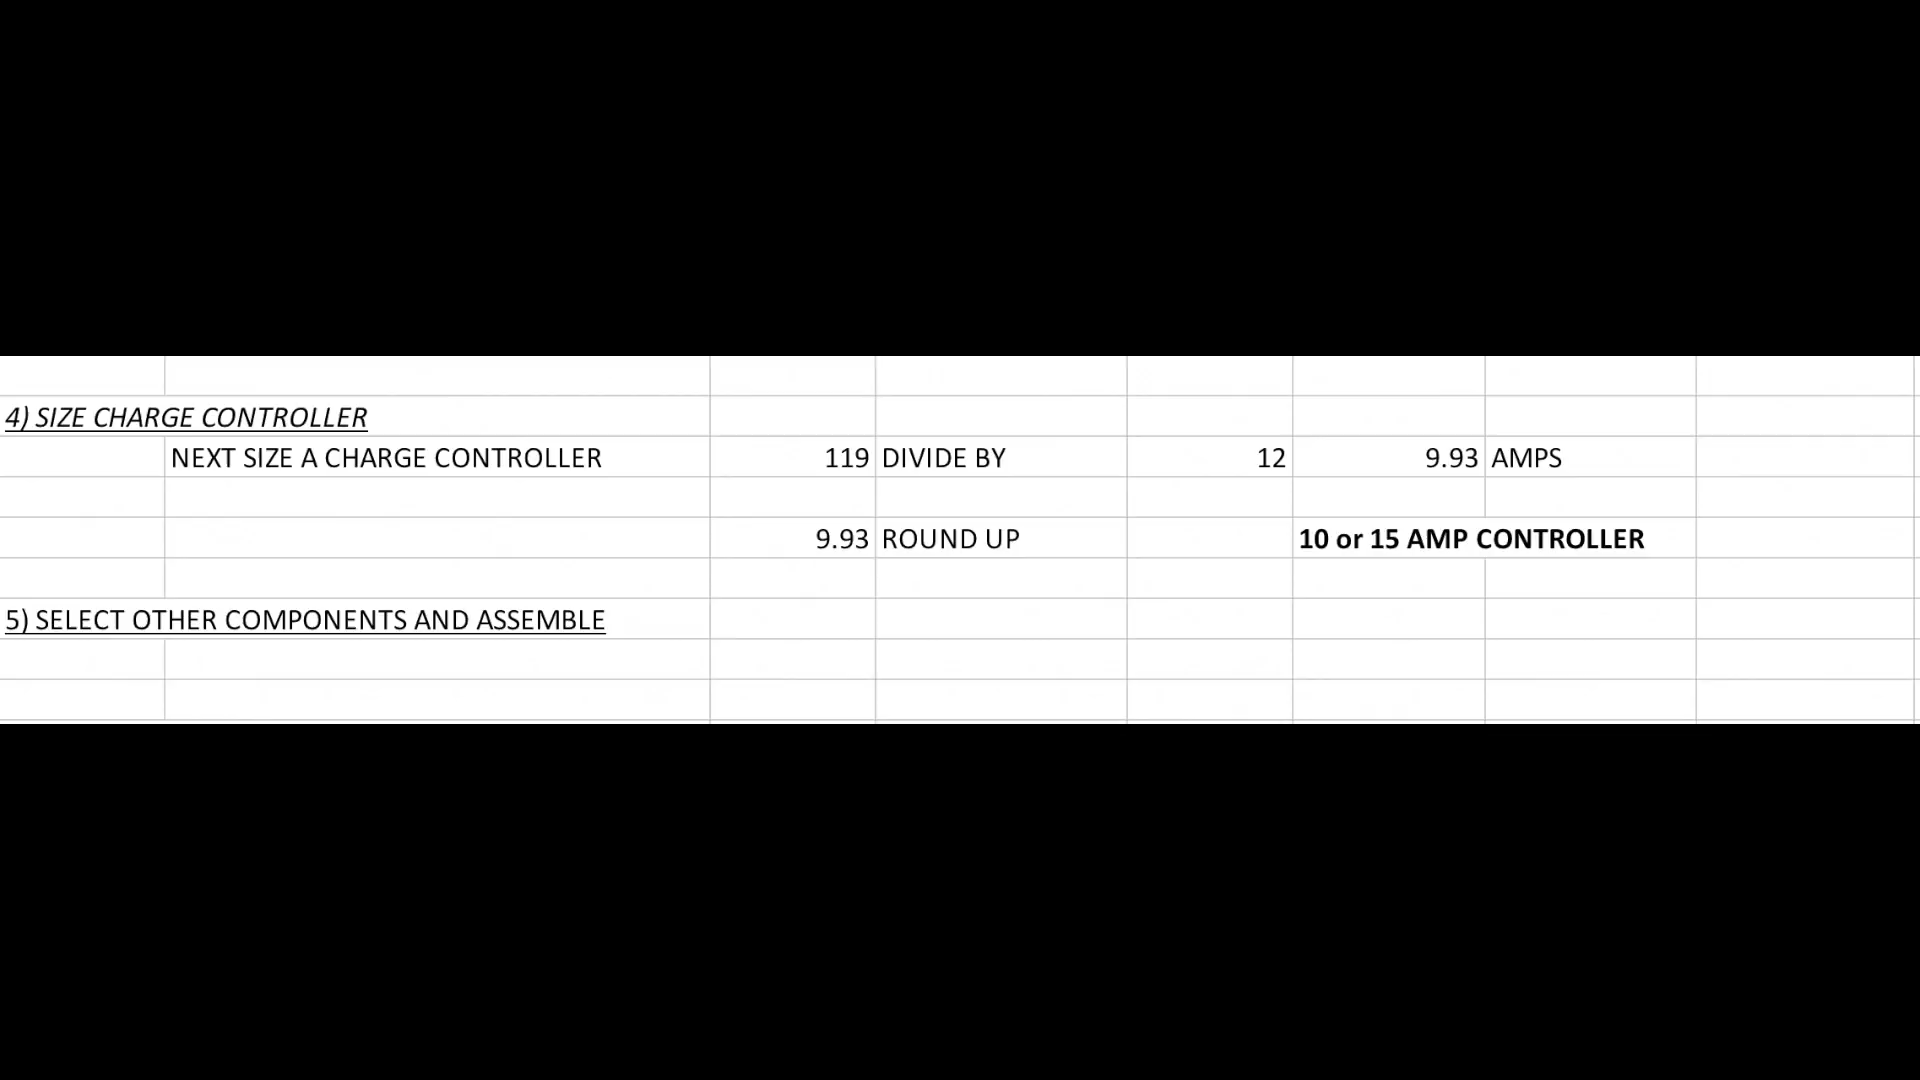 4) SIZE CHARGE CONTROLLER
NEXT SIZE A CHARGE CONTROLLER 119 DIVIDE BY 12 9.93 AMPS
9.93 ROUND UP 10 or 15 AMP CONTROLLER
5) SELECT OTHER COMPONENTS AND ASSEMBLE